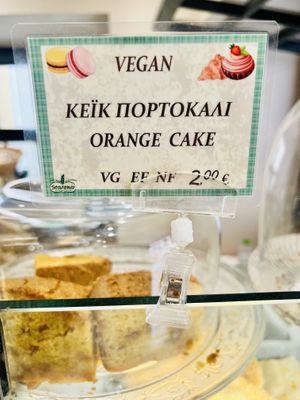 VEGAN
ΚΕΪΚ ΠΟΡΤΟΚΑΛΙ
ORANGE CAKE
VG EF NF 2,00 €